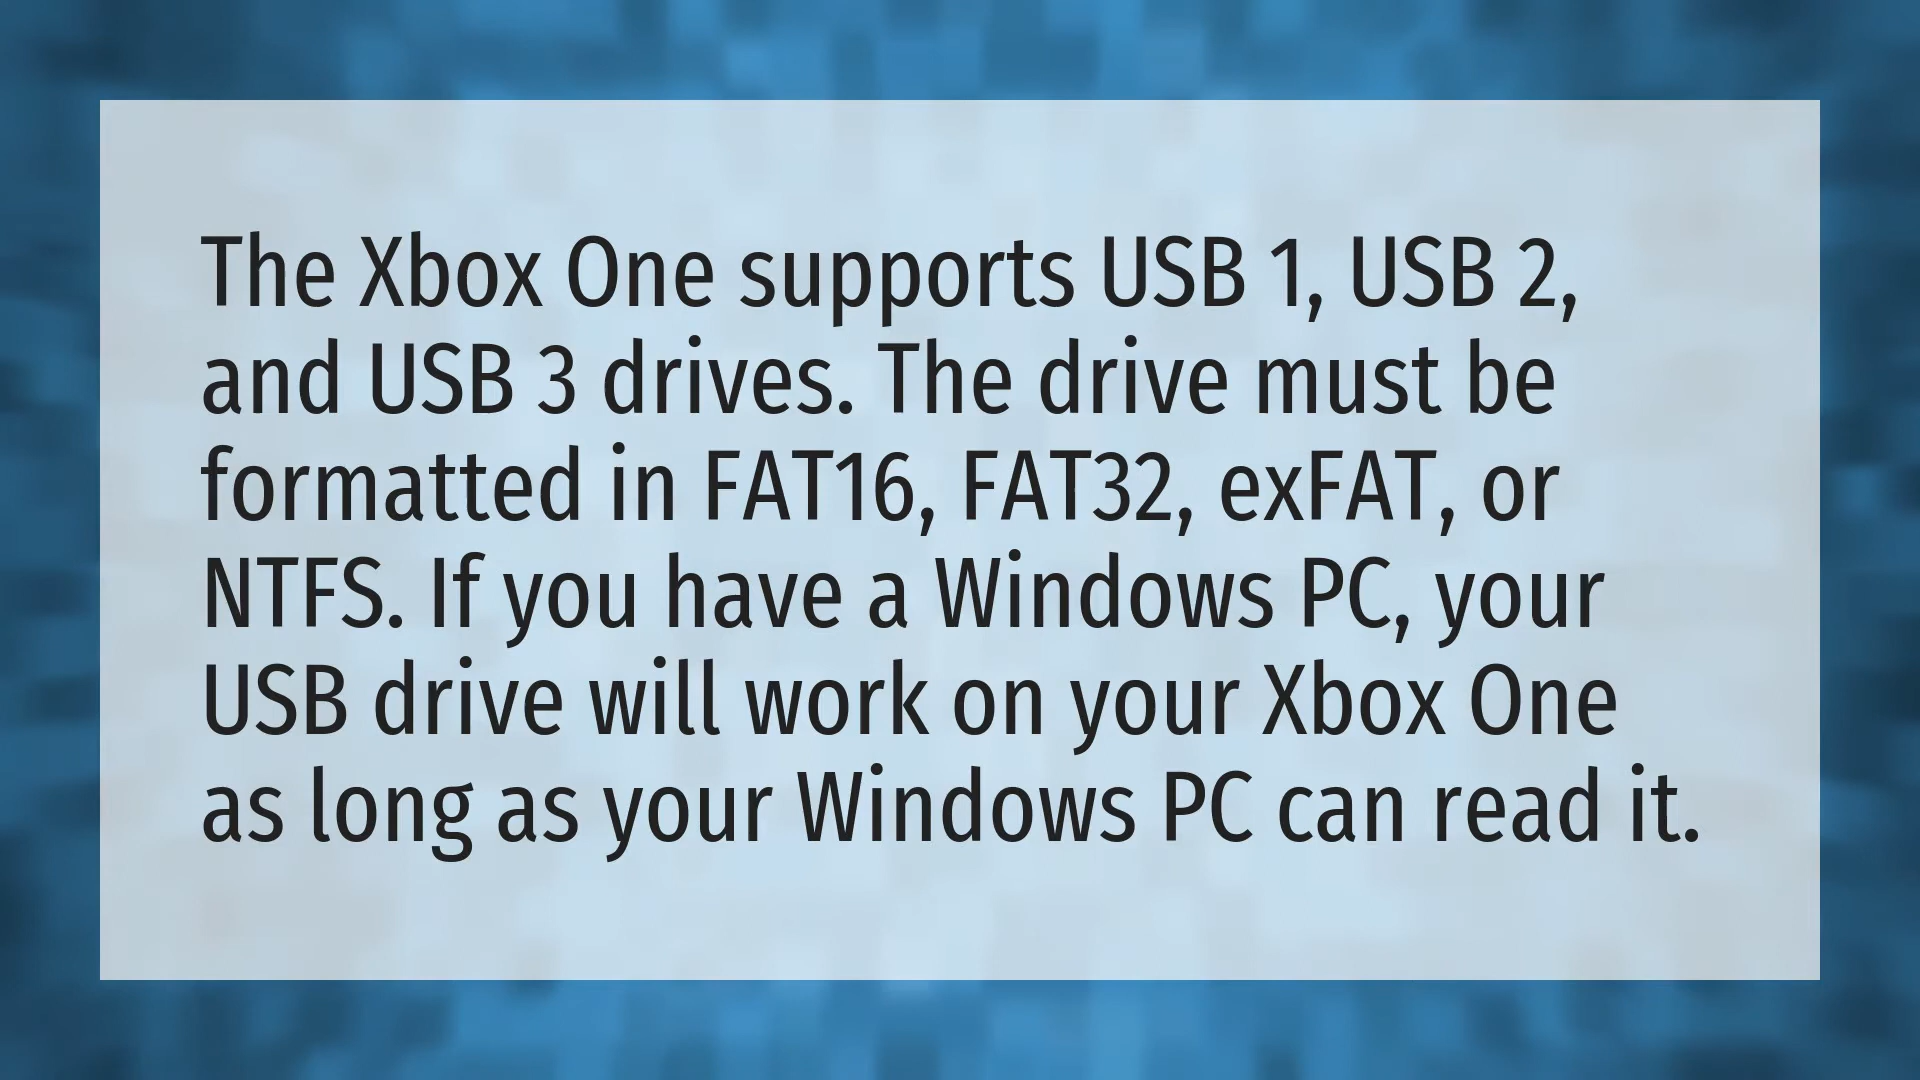 The Xbox One supports USB 1, USB 2,
and USB 3 drives. The drive must be
formatted in FAT16, FAT32, exFAT, or
NTFS. If you have a Windows PC, your
USB drive will work on your Xbox One
as long as your Windows PC can read it.